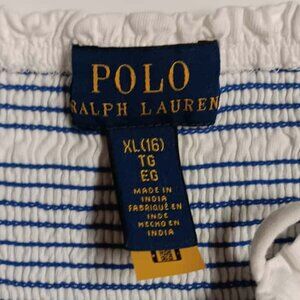 POLO
RALPH LAUREN
XL(16)
TG
EG
MADE IN
INDIA
FABRIQUÉ EN
INDE
HECHO EN
INDIA